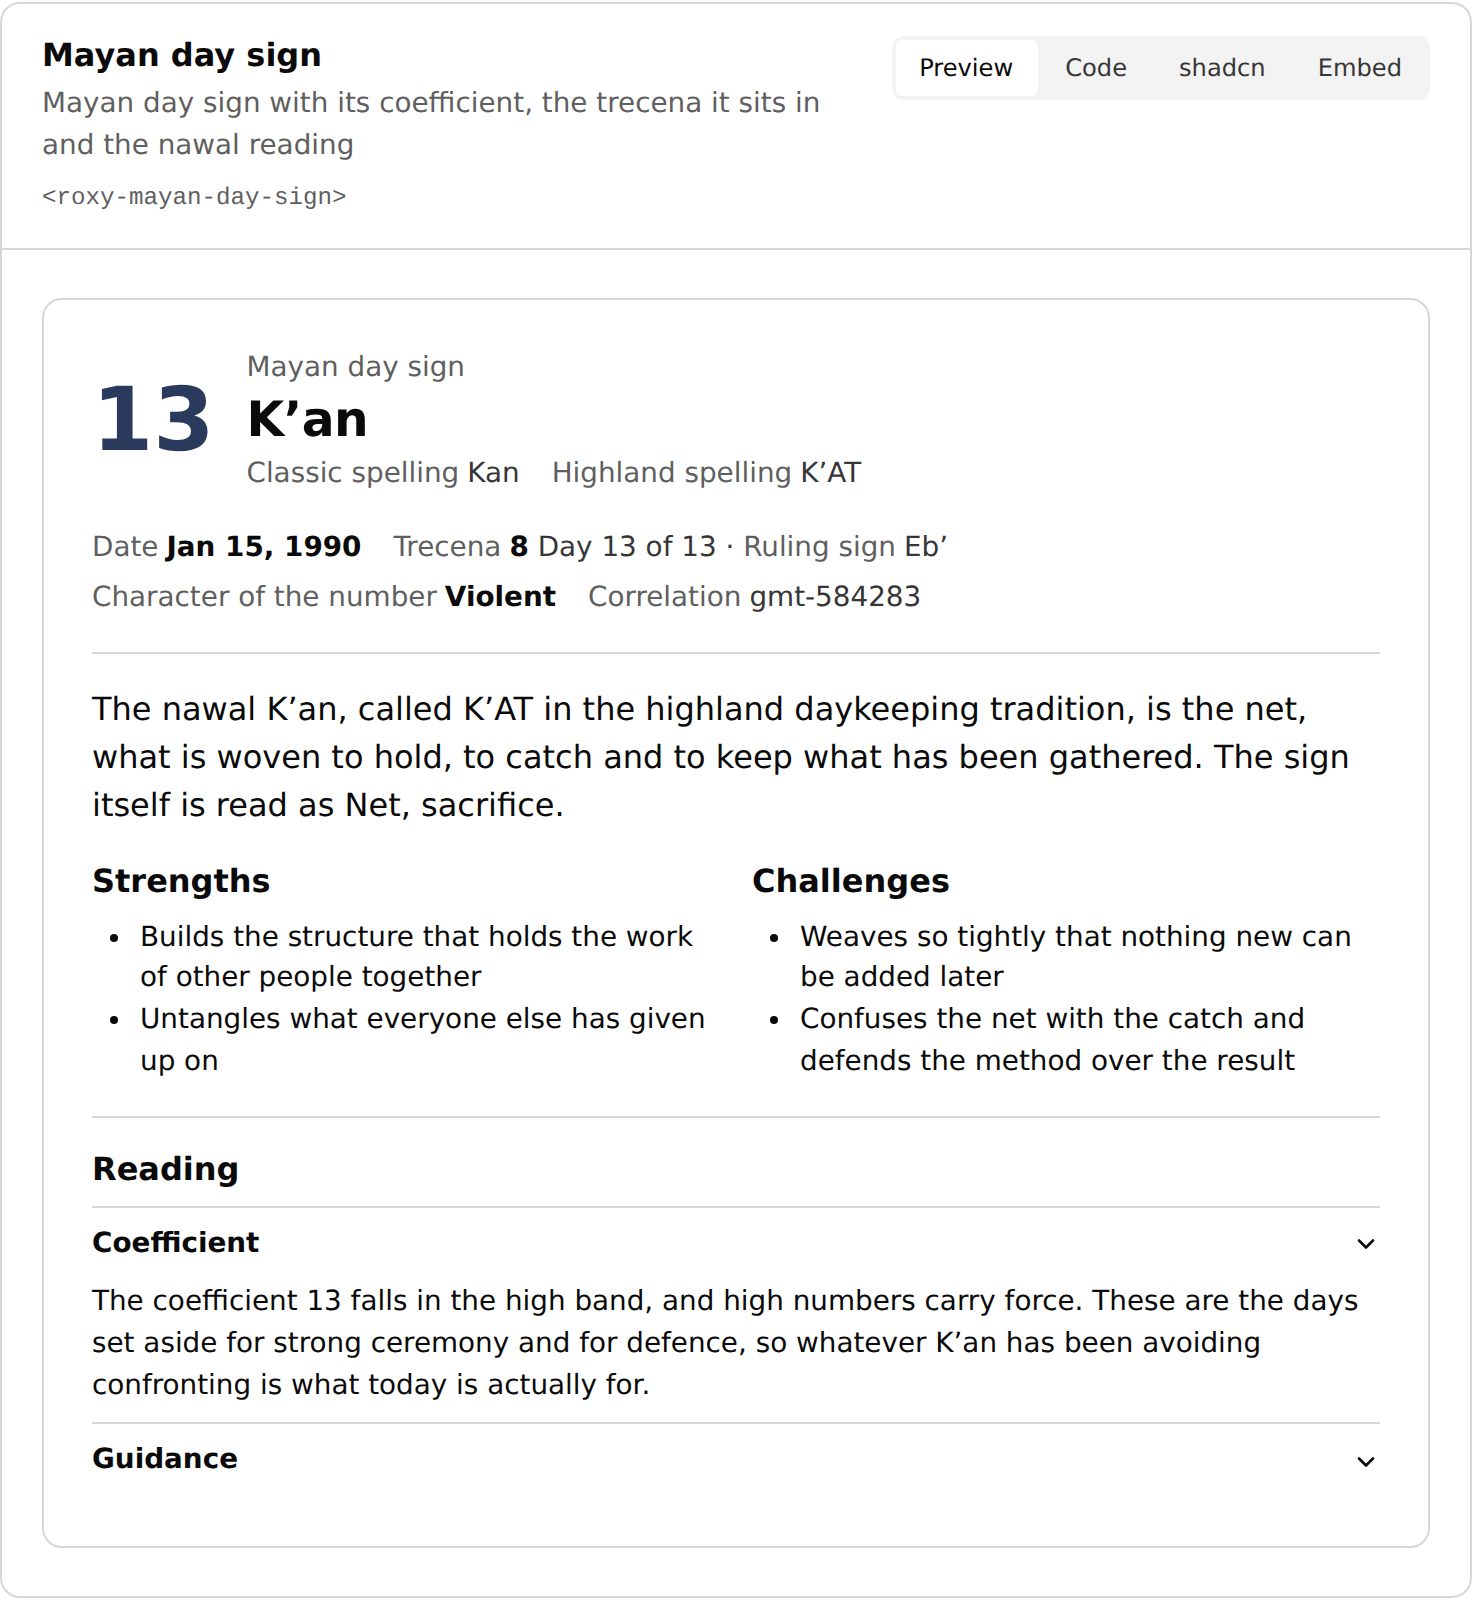 Mayan day sign
Mayan day sign with its coefficient, the trecena it sits in
and the nawal reading
<roxy-mayan-day-sign>
Preview Code shadcn Embed
13
Mayan day sign
K’an
Classic spelling Kan Highland spelling K’AT
Date Jan 15, 1990 Trecena 8 Day 13 of 13 · Ruling sign Eb’
Character of the number Violent Correlation gmt-584283
The nawal K’an, called K’AT in the highland daykeeping tradition, is the net,
what is woven to hold, to catch and to keep what has been gathered. The sign
itself is read as Net, sacrifice.
Strengths
Builds the structure that holds the work
of other people together
Untangles what everyone else has given
up on
Challenges
Weaves so tightly that nothing new can
be added later
Confuses the net with the catch and
defends the method over the result
Reading
Coefficient
The coefficient 13 falls in the high band, and high numbers carry force. These are the days
set aside for strong ceremony and for defence, so whatever K’an has been avoiding
confronting is what today is actually for.
Guidance